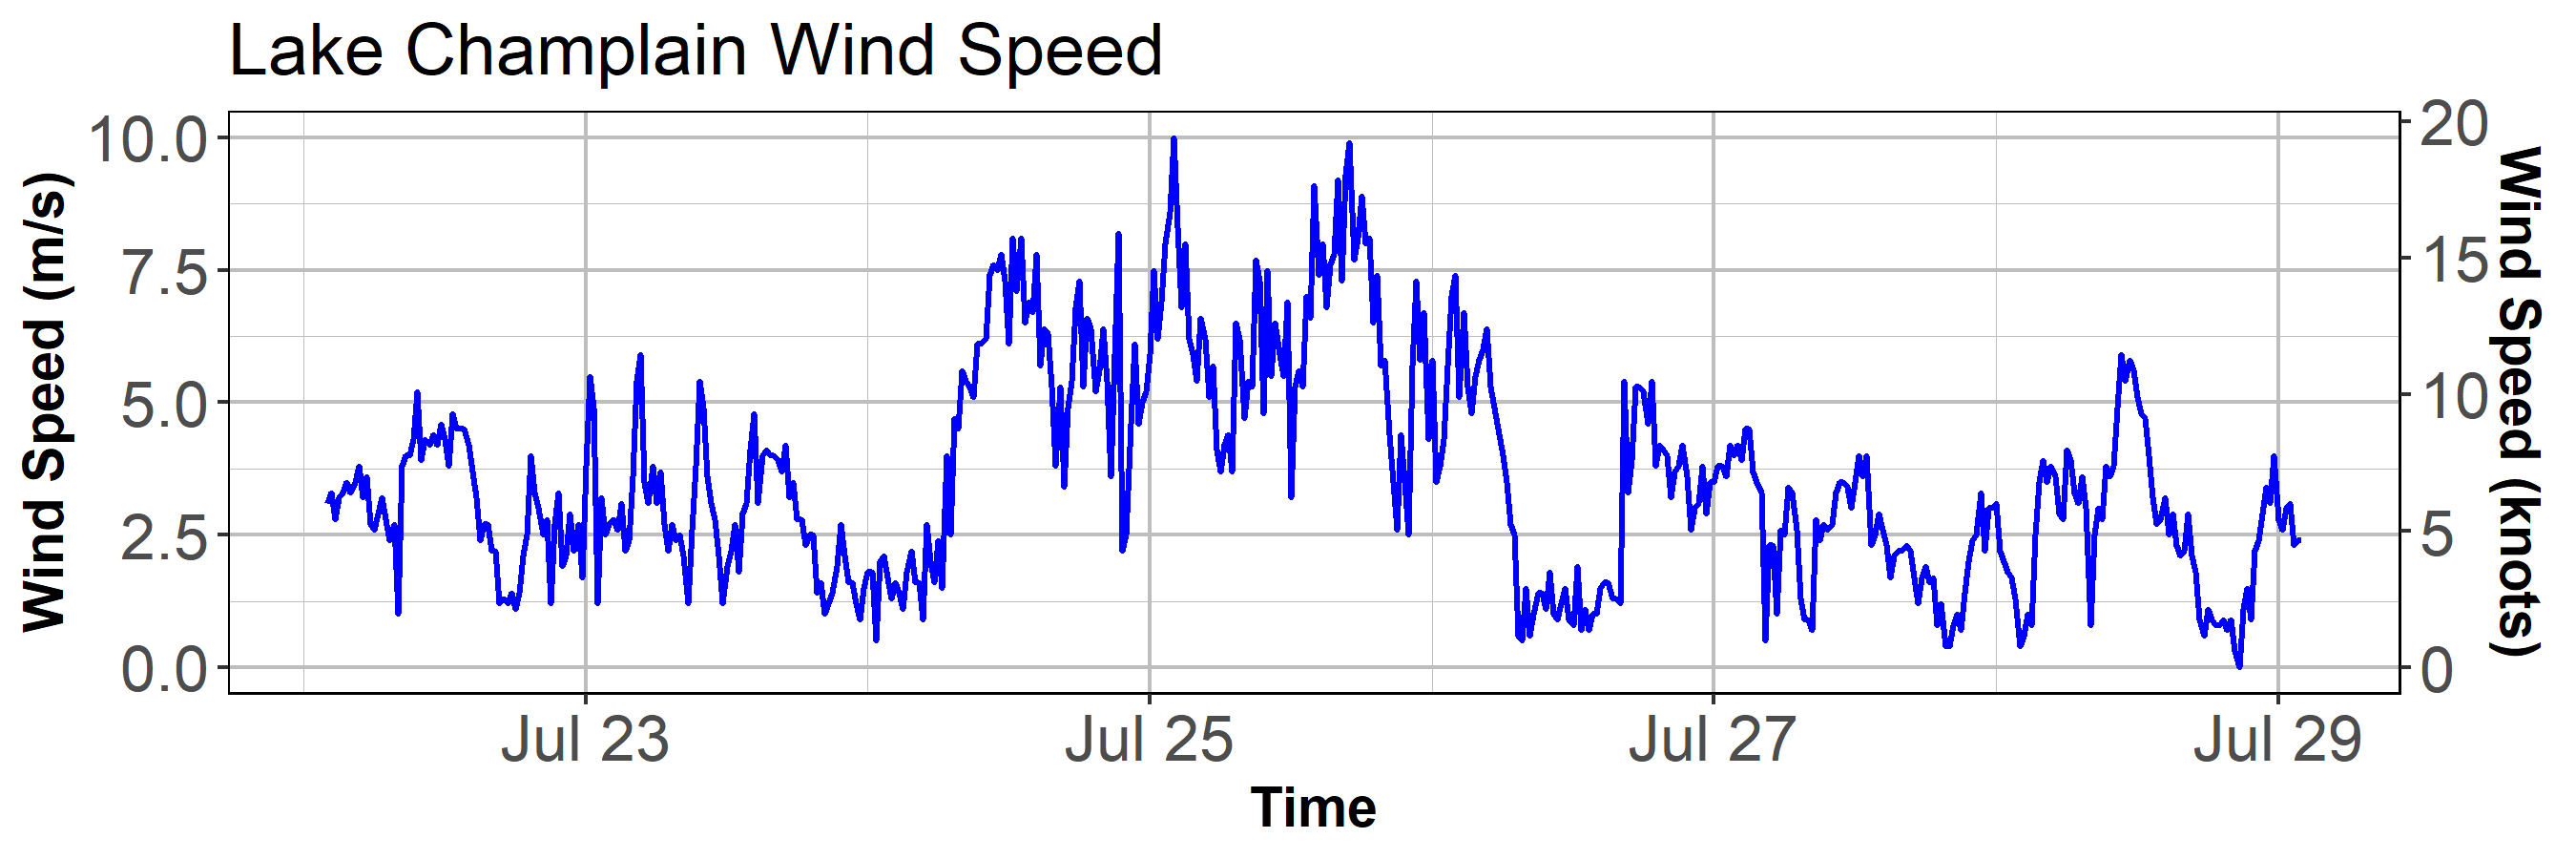 Lake Champlain Wind Speed
Wind Speed (m/s)
10.0
7.5
5.0
2.5
0.0
20
15
10
5
0
Wind Speed (knots)
Jul 23
Jul 25
Jul 27
Jul 29
Time